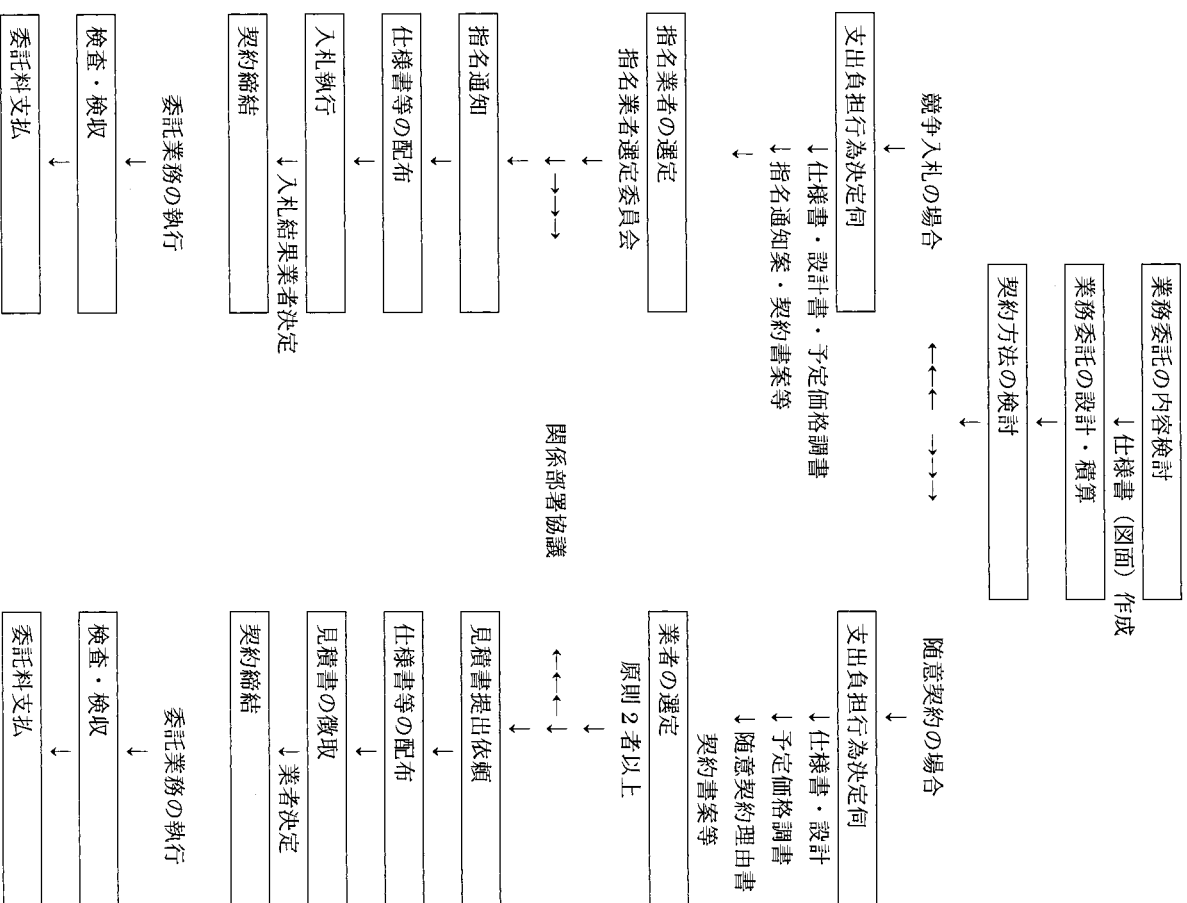 業務委託の内容検討
↓仕様書（図面）作成
業務委託の設計・積算
↓
契約方法の検討
↓
←←← →→→
競争入札の場合
↓
支出負担行為決定伺
↓仕様書・設計書・予定価格調書
↓指名通知案・契約書案等
↓
指名業者の選定
指名業者選定委員会
↓
↓→→→
↓
指名通知
↓
仕様書等の配布
↓
入札執行
↓入札結果業者決定
契約締結
委託業務の執行
↓
検査・検収
↓
委託料支払
関係部署協議
随意契約の場合
↓
支出負担行為決定伺
↓仕様書・設計
↓予定価格調書
↓随意契約理由書
契約書案等
業者の選定
原則2者以上
↓
←←←↓
↓
見積書提出依頼
↓
仕様書等の配布
↓
見積書の徴取
↓業者決定
契約締結
委託業務の執行
↓
検査・検収
↓
委託料支払